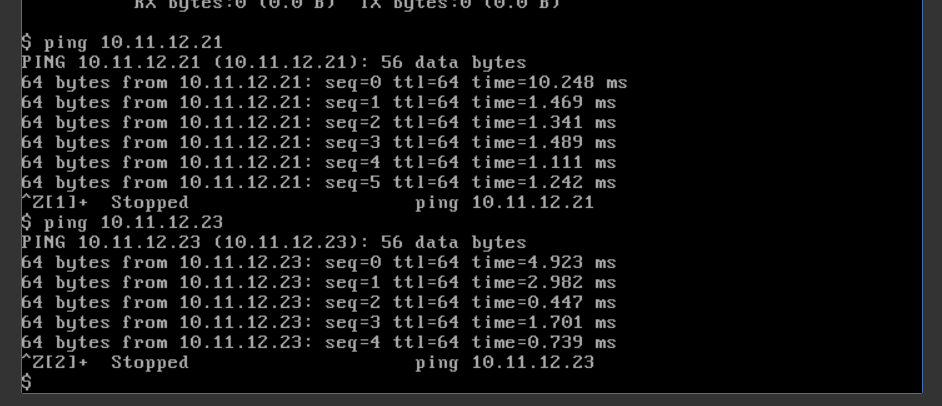 RX bytes:0 (0.0 B)  TX bytes:0 (0.0 B)
$ ping 10.11.12.21
PING 10.11.12.21 (10.11.12.21): 56 data bytes
64 bytes from 10.11.12.21: seq=0 ttl=64 time=10.248 ms
64 bytes from 10.11.12.21: seq=1 ttl=64 time=1.469 ms
64 bytes from 10.11.12.21: seq=2 ttl=64 time=1.341 ms
64 bytes from 10.11.12.21: seq=3 ttl=64 time=1.489 ms
64 bytes from 10.11.12.21: seq=4 ttl=64 time=1.111 ms
64 bytes from 10.11.12.21: seq=5 ttl=64 time=1.242 ms
^Z[1]+  Stopped                    ping 10.11.12.21
$ ping 10.11.12.23
PING 10.11.12.23 (10.11.12.23): 56 data bytes
64 bytes from 10.11.12.23: seq=0 ttl=64 time=4.923 ms
64 bytes from 10.11.12.23: seq=1 ttl=64 time=2.982 ms
64 bytes from 10.11.12.23: seq=2 ttl=64 time=0.447 ms
64 bytes from 10.11.12.23: seq=3 ttl=64 time=1.701 ms
64 bytes from 10.11.12.23: seq=4 ttl=64 time=0.739 ms
^Z[2]+  Stopped                    ping 10.11.12.23
$